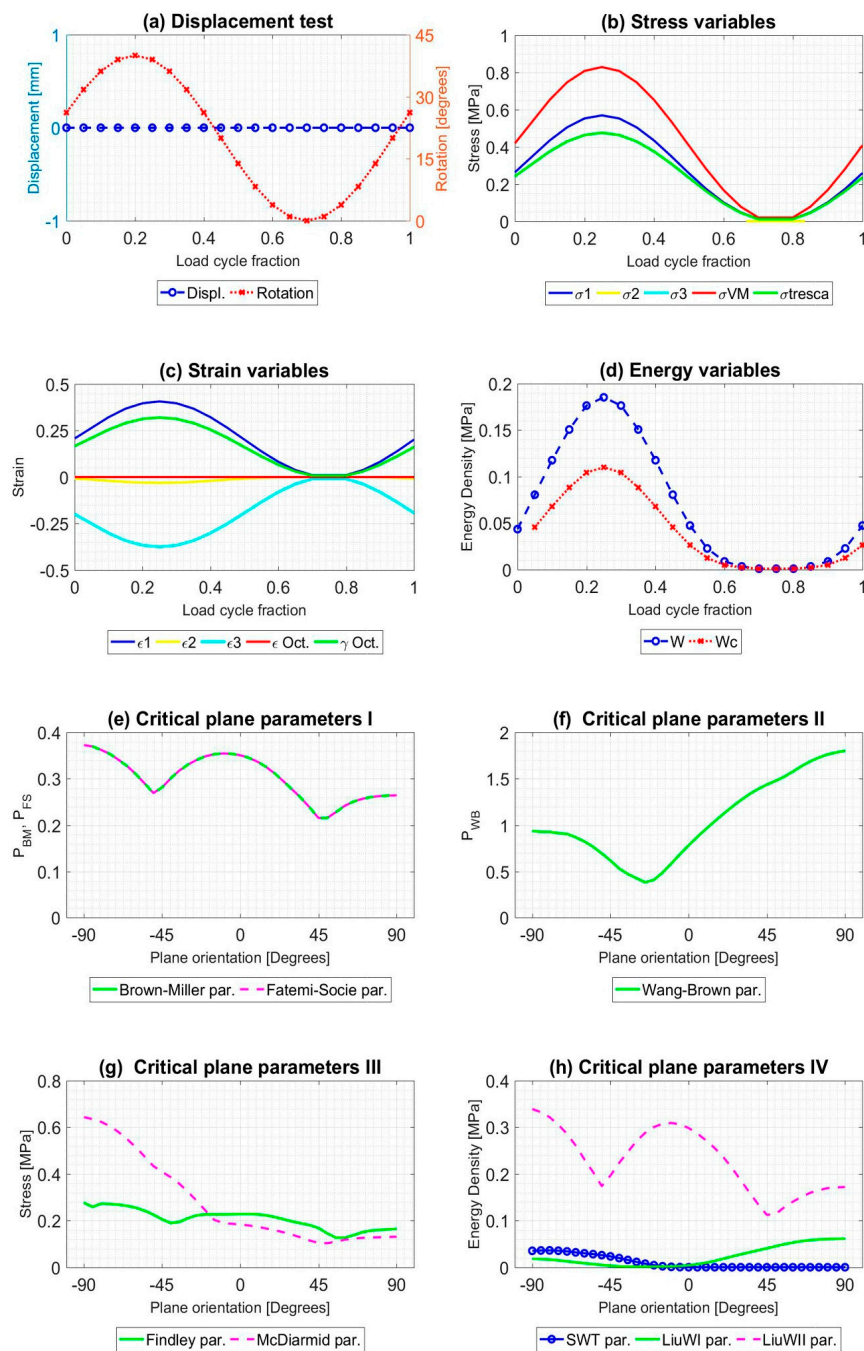 (a) Displacement test
Displacement [mm]
1
0
-1
45
30
15
0
Rotation [degrees]
0 0.2 0.4 0.6 0.8 1
Load cycle fraction
Displ. Rotation
(b) Stress variables
Stress [MPa]
1
0.8
0.6
0.4
0.2
0
0 0.2 0.4 0.6 0.8 1
Load cycle fraction
σ1 σ2 σ3 σVM σtresca
(c) Strain variables
Strain
0.5
0.25
0
-0.25
-0.5
0 0.2 0.4 0.6 0.8 1
Load cycle fraction
ϵ1 ϵ2 ϵ3 ϵ Oct. γ Oct.
(d) Energy variables
Energy Density [MPa]
0.2
0.15
0.1
0.05
0
0 0.2 0.4 0.6 0.8 1
Load cycle fraction
W Wc
(e) Critical plane parameters I
P_BM, P_FS
0.4
0.3
0.2
0.1
0
-90 -45 0 45 90
Plane orientation [Degrees]
Brown-Miller par. Fatemi-Socie par.
(f) Critical plane parameters II
P_WB
2
1.5
1
0.5
0
-90 -45 0 45 90
Plane orientation [Degrees]
Wang-Brown par.
(g) Critical plane parameters III
Stress [MPa]
0.8
0.6
0.4
0.2
0
-90 -45 0 45 90
Plane orientation [Degrees]
Findley par. McDiarmid par.
(h) Critical plane parameters IV
Energy Density [MPa]
0.4
0.3
0.2
0.1
0
-90 -45 0 45 90
Plane orientation [Degrees]
SWT par. LiuWI par. LiuWII par.